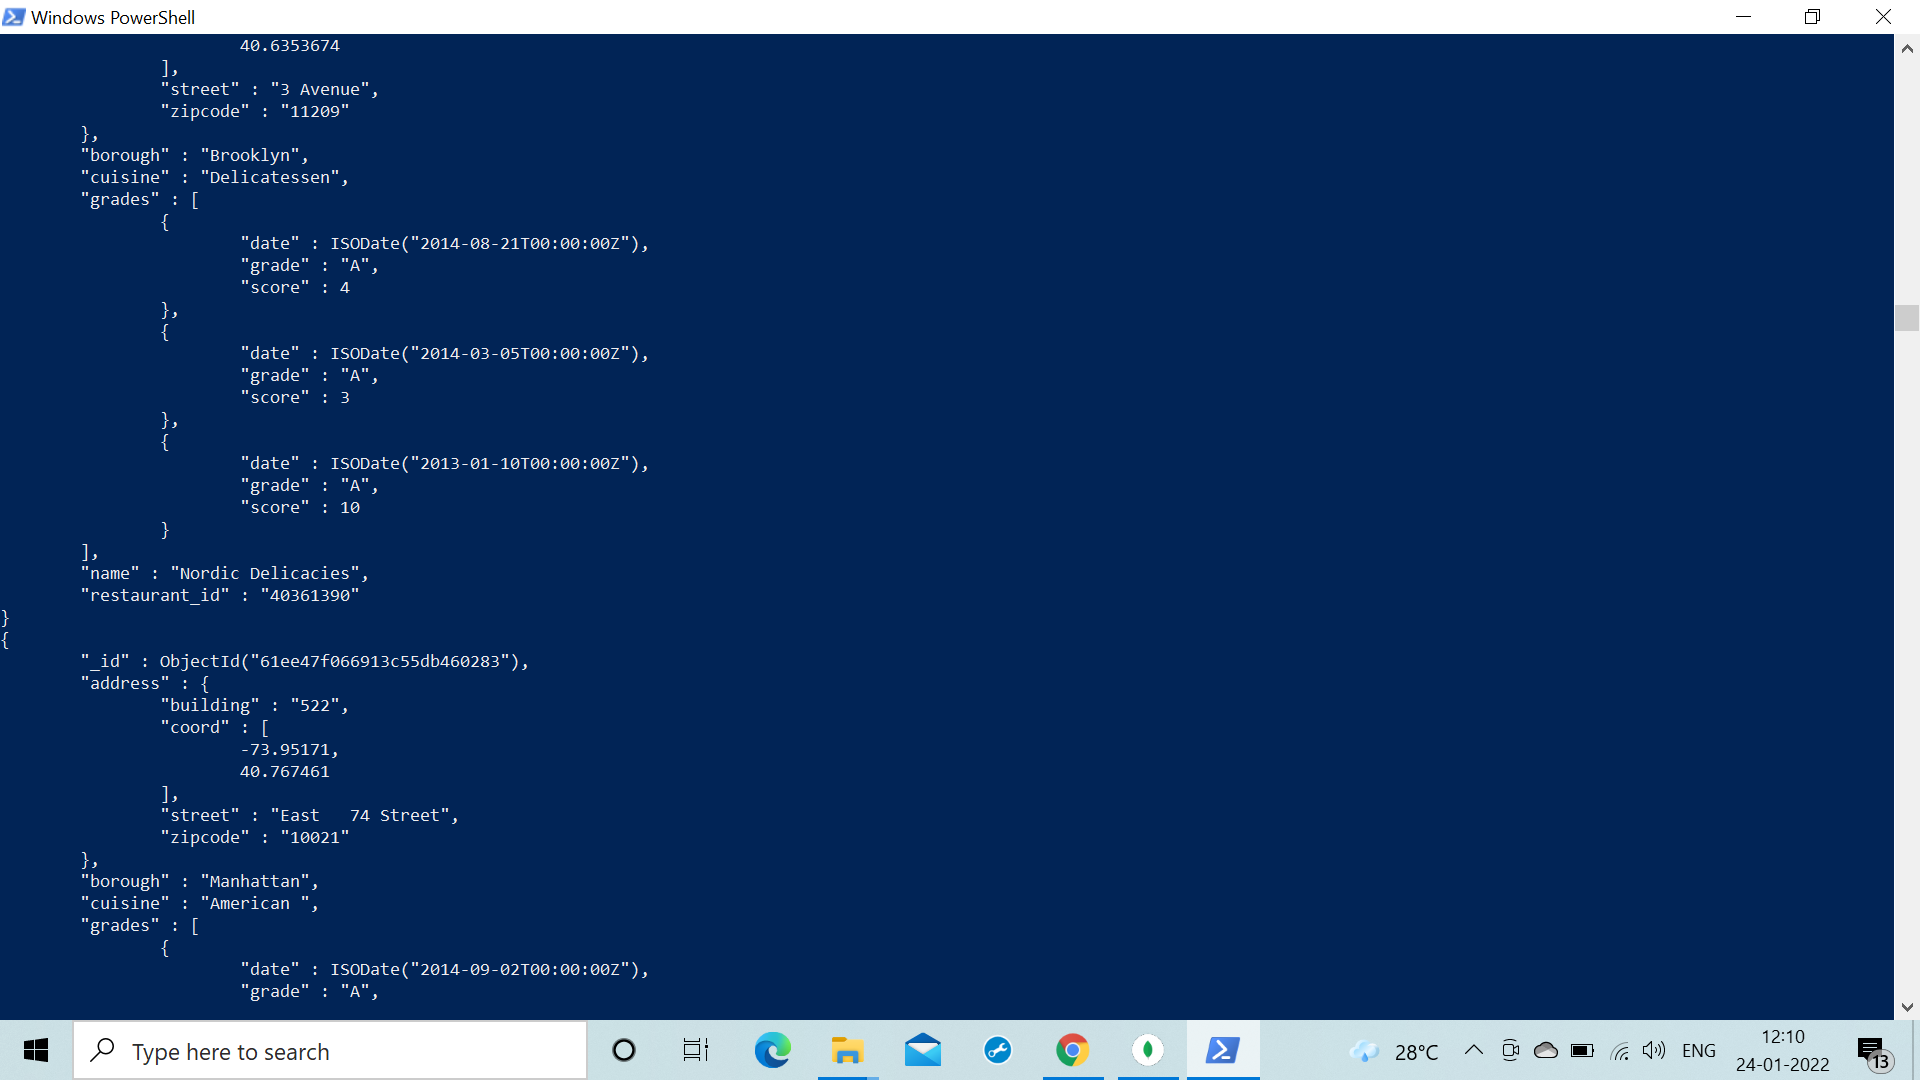 Windows PowerShell
40.6353674
],
"street" : "3 Avenue",
"zipcode" : "11209"
},
"borough" : "Brooklyn",
"cuisine" : "Delicatessen",
"grades" : [
{
"date" : ISODate("2014-08-21T00:00:00Z"),
"grade" : "A",
"score" : 4
},
{
"date" : ISODate("2014-03-05T00:00:00Z"),
"grade" : "A",
"score" : 3
},
{
"date" : ISODate("2013-01-10T00:00:00Z"),
"grade" : "A",
"score" : 10
}
],
"name" : "Nordic Delicacies",
"restaurant_id" : "40361390"
}
{
"_id" : ObjectId("61ee47f066913c55db460283"),
"address" : {
"building" : "522",
"coord" : [
-73.95171,
40.767461
],
"street" : "East   74 Street",
"zipcode" : "10021"
},
"borough" : "Manhattan",
"cuisine" : "American ",
"grades" : [
{
"date" : ISODate("2014-09-02T00:00:00Z"),
"grade" : "A",
Type here to search
28°C
ENG
12:10
24-01-2022
13